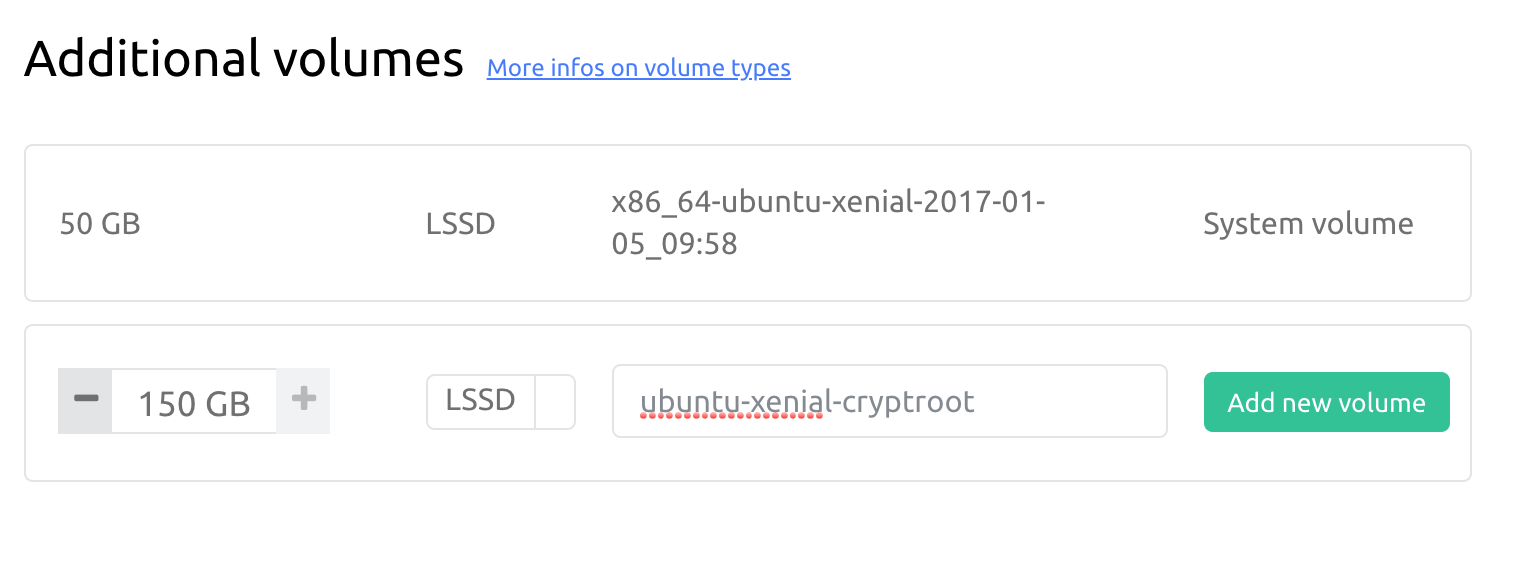 Additional volumes More infos on volume types
50 GB LSSD x86_64-ubuntu-xenial-2017-01-
05_09:58 System volume
150 GB LSSD ubuntu-xenial-cryptroot Add new volume